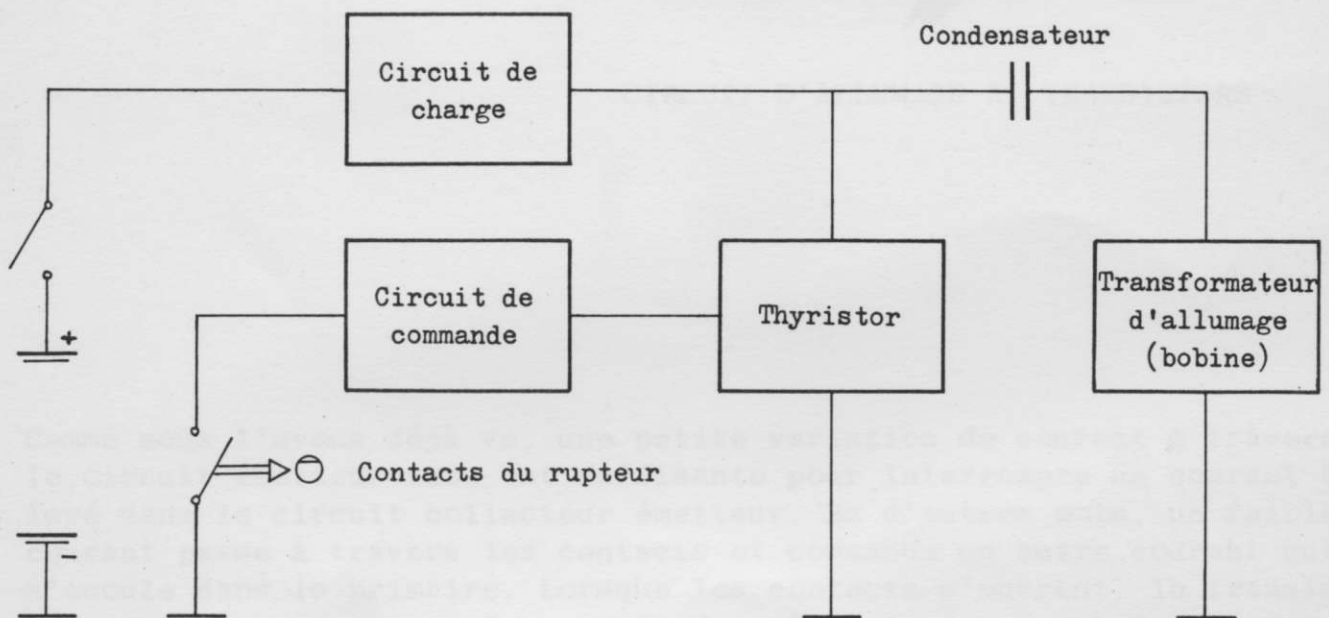 Condensateur
Circuit de
charge
Circuit de
commande
Thyristor
Transformateur
d'allumage
(bobine)
+
Contacts du rupteur